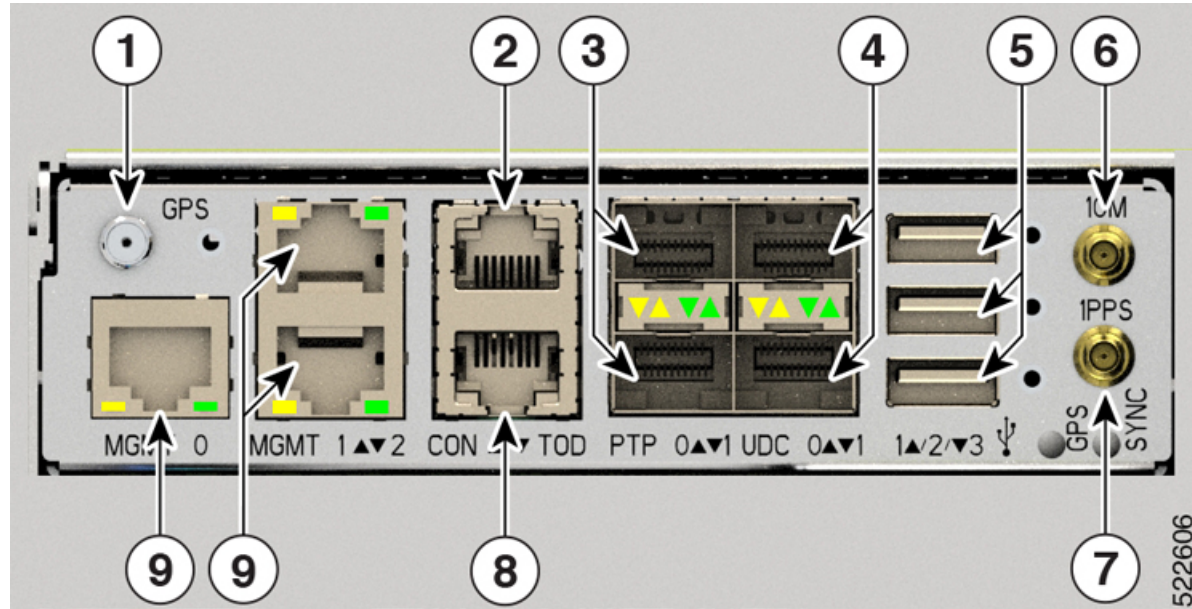 1 2 3 4 5 6
GPS
10M
1PPS
0 MGMT 1▲▼2 CON ▼ TOD PTP 0▲▼1 UDC 0▲▼1 1▲/2/▼3
GPS
SYNC
9 9 8 7
522606